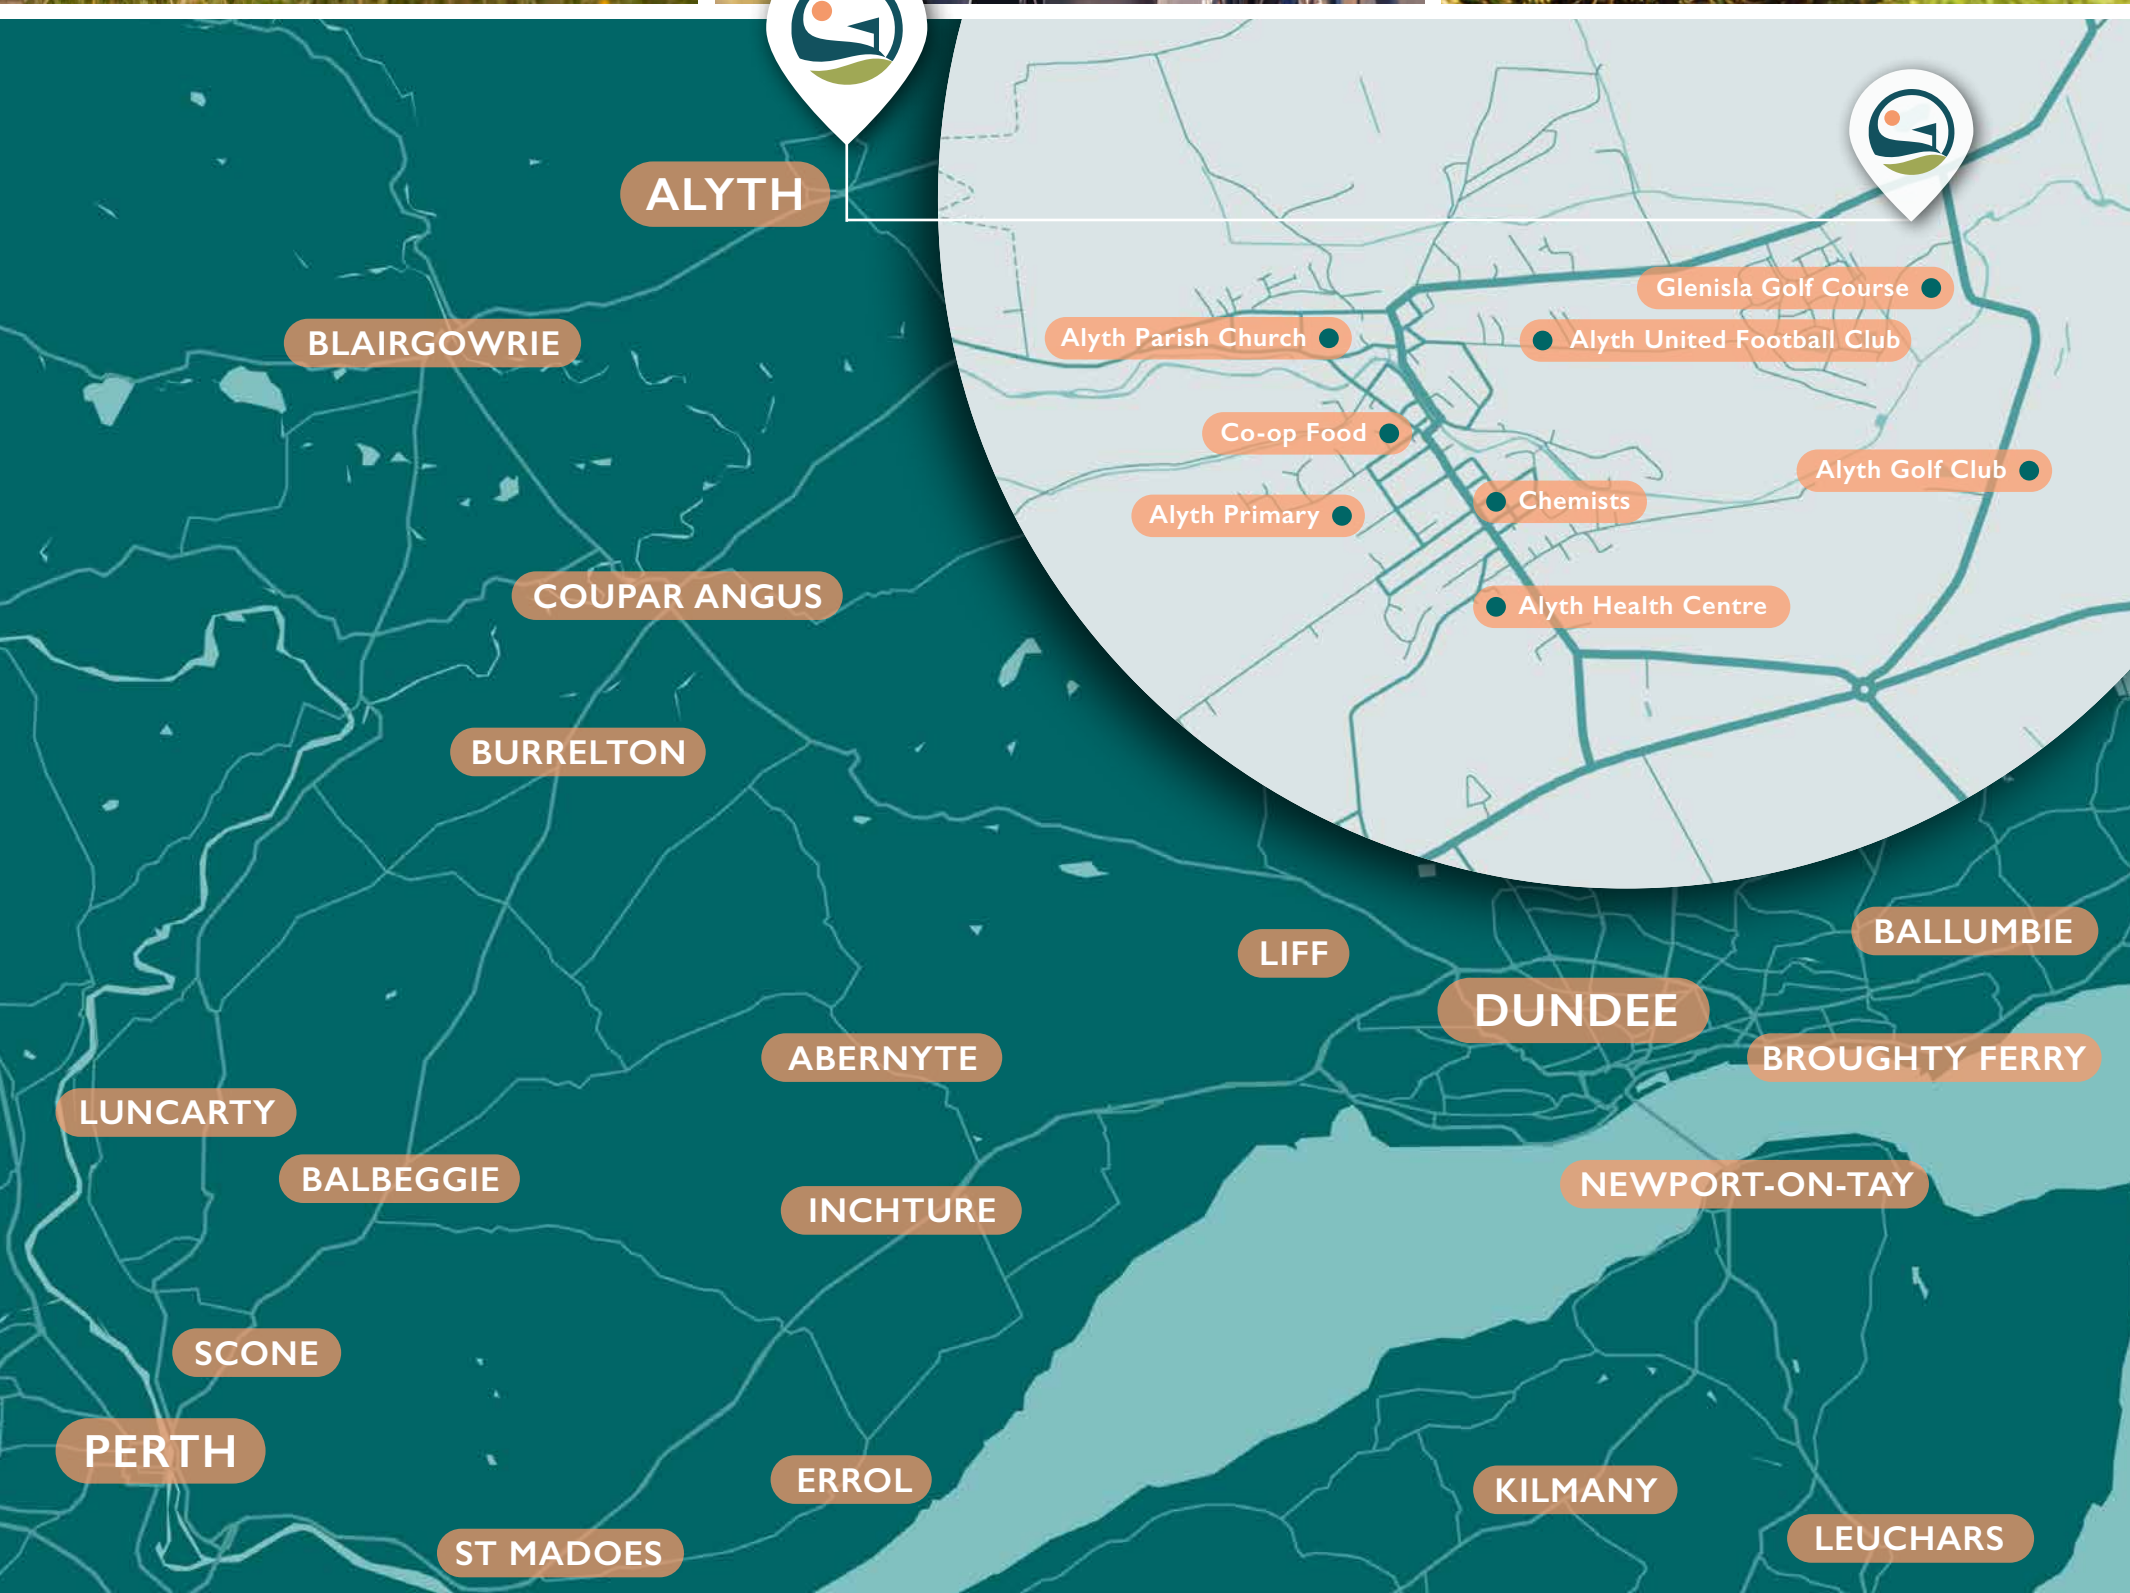 ALYTH
Glenisla Golf Course
Alyth Parish Church
Alyth United Football Club
BLAIRGOWRIE
Co-op Food
Alyth Golf Club
Chemists
Alyth Primary
COUPAR ANGUS
Alyth Health Centre
BURRELTON
BALLUMBIE
LIFF
DUNDEE
ABERNYTE
BROUGHTY FERRY
LUNCARTY
BALBEGGIE
NEWPORT-ON-TAY
INCHTURE
SCONE
PERTH
ERROL
KILMANY
LEUCHARS
ST MADOES